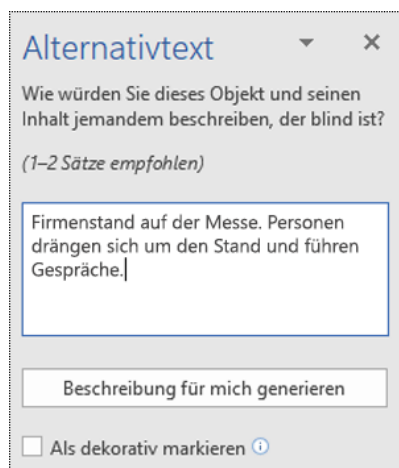 Alternativtext
Wie würden Sie dieses Objekt und seinen
Inhalt jemandem beschreiben, der blind ist?
(1–2 Sätze empfohlen)
Firmenstand auf der Messe. Personen
drängen sich um den Stand und führen
Gespräche.
Beschreibung für mich generieren
Als dekorativ markieren